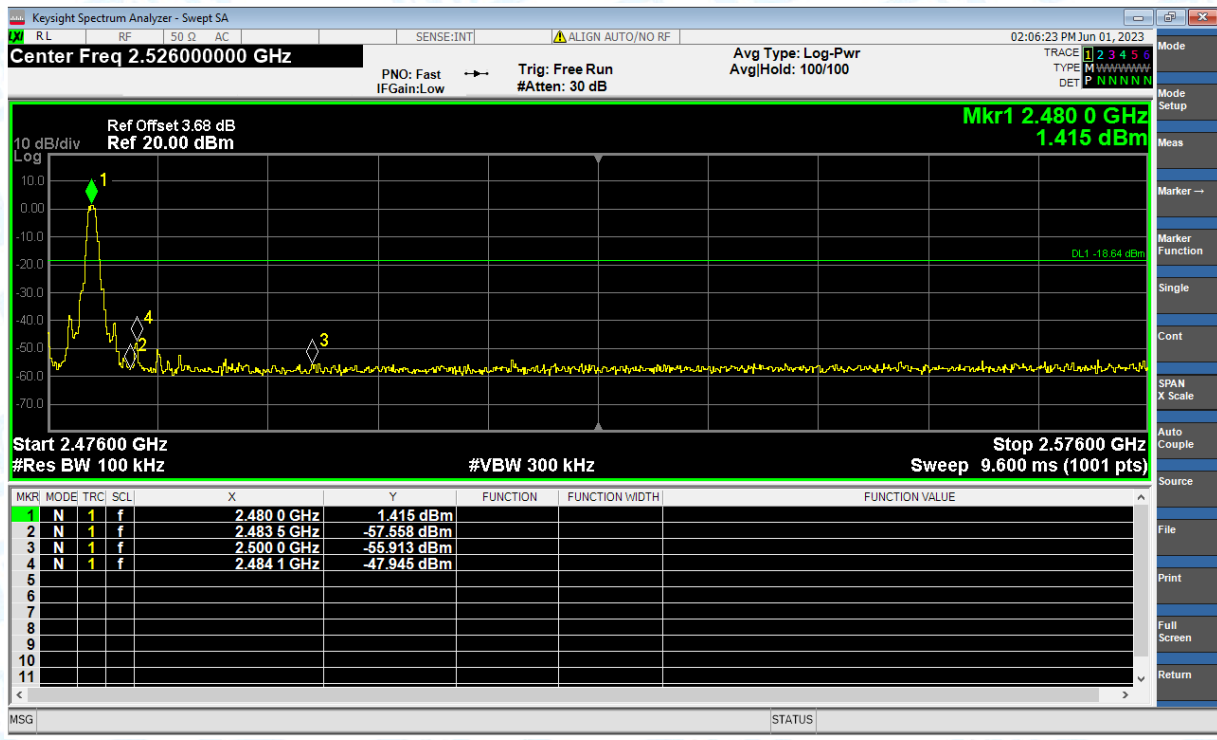 Keysight Spectrum Analyzer - Swept SA
LXI RL RF 50 Ω AC SENSE:INT ALIGN AUTO/NO RF 02:06:23 PM Jun 01, 2023
Center Freq 2.526000000 GHz
PNO: Fast
IFGain:Low
Trig: Free Run
#Atten: 30 dB
Avg Type: Log-Pwr
Avg|Hold: 100/100
TRACE 1 2 3 4 5 6
TYPE M W W W W W
DET P N N N N N
Ref Offset 3.68 dB
10 dB/div Ref 20.00 dBm
Log
Mkr1 2.480 0 GHz
1.415 dBm
10.0
0.00
-10.0
-20.0
-30.0
-40.0
-50.0
-60.0
-70.0
1
4
2
3
DL1 -18.64 dBm
Start 2.47600 GHz Stop 2.57600 GHz
#Res BW 100 kHz #VBW 300 kHz Sweep 9.600 ms (1001 pts)
MKR MODE TRC SCL X Y FUNCTION FUNCTION WIDTH FUNCTION VALUE
1 N 1 f 2.480 0 GHz 1.415 dBm
2 N 1 f 2.483 5 GHz -57.558 dBm
3 N 1 f 2.500 0 GHz -55.913 dBm
4 N 1 f 2.484 1 GHz -47.945 dBm
5
6
7
8
9
10
11
MSG STATUS
Mode
Mode
Setup
Meas
Marker →
Marker
Function
Single
Cont
SPAN
X Scale
Auto
Couple
Source
File
Print
Full
Screen
Return